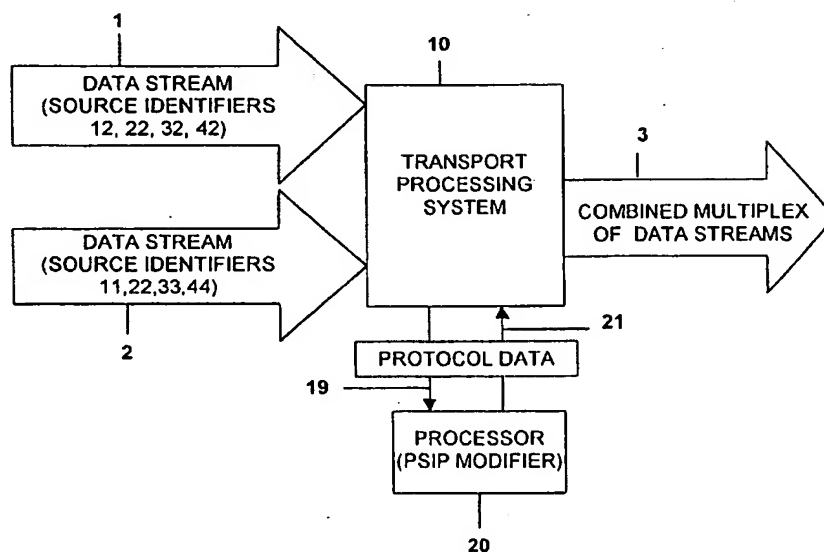 1
DATA STREAM
(SOURCE IDENTIFIERS
12, 22, 32, 42)
10
TRANSPORT
PROCESSING
SYSTEM
3
COMBINED MULTIPLEX
OF DATA STREAMS
DATA STREAM
(SOURCE IDENTIFIERS
11,22,33,44)
2
21
PROTOCOL DATA
19
PROCESSOR
(PSIP MODIFIER)
20